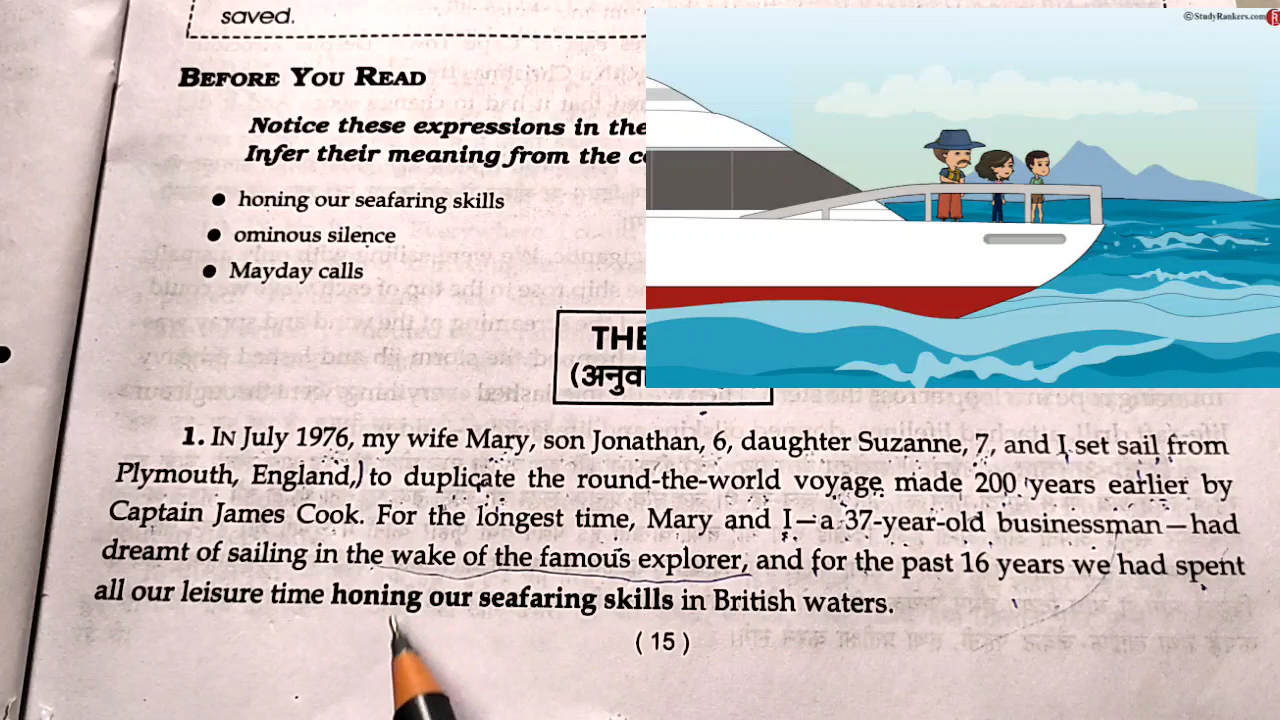 saved.
©StudyRankers.com
BEFORE YOU READ
Notice these expressions in the
Infer their meaning from the
• honing our seafaring skills
• ominous silence
• Mayday calls
THE
1. IN July 1976, my wife Mary, son Jonathan, 6, daughter Suzanne, 7, and I set sail from
Plymouth, England, to duplicate the round-the-world voyage made 200 years earlier by
Captain James Cook. For the longest time, Mary and I—a 37-year-old businessman—had
dreamt of sailing in the wake of the famous explorer, and for the past 16 years we had spent
all our leisure time honing our seafaring skills in British waters.
( 15 )